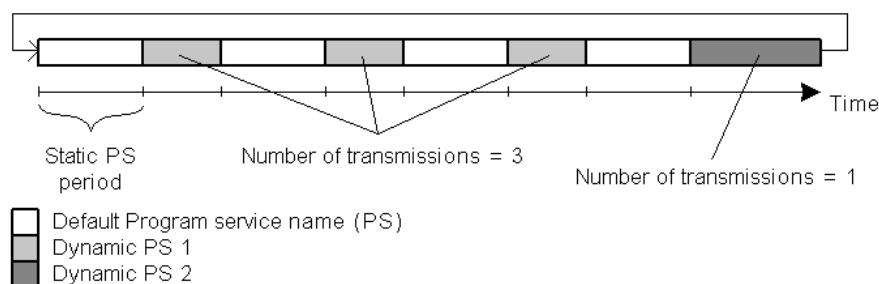 Time
Static PS
period
Number of transmissions = 3
Number of transmissions = 1
Default Program service name (PS)
Dynamic PS 1
Dynamic PS 2